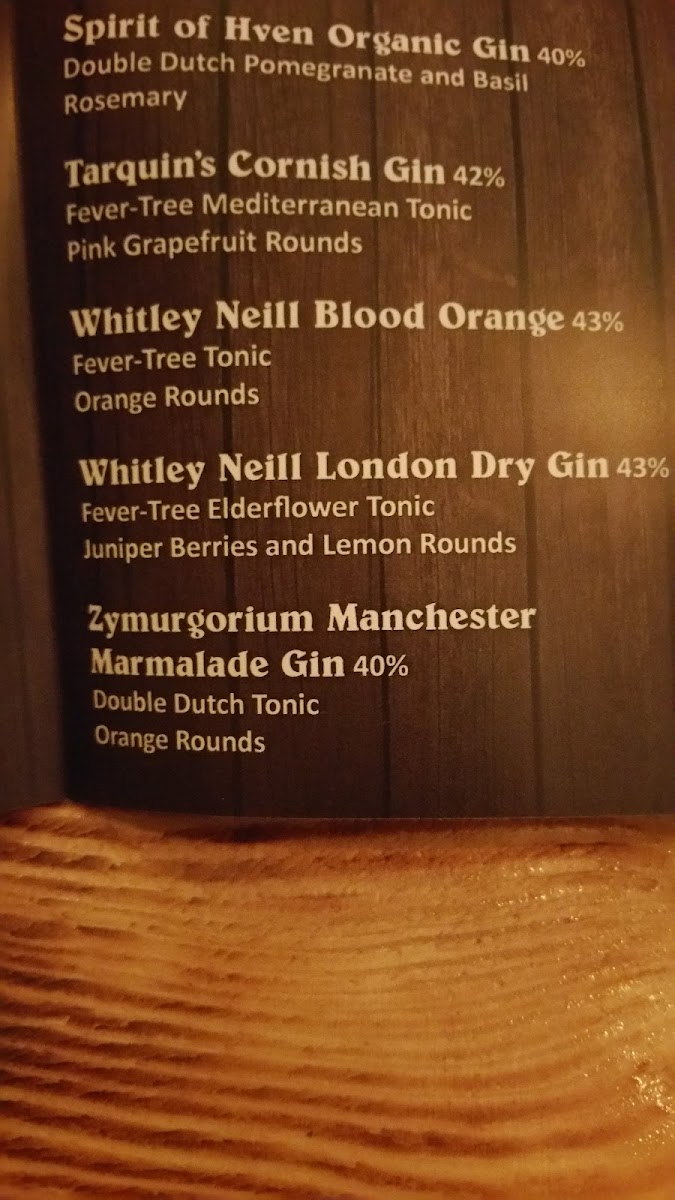 Spirit of Hven Organic Gin 40%
Double Dutch Pomegranate and Basil
Rosemary
Tarquin's Cornish Gin 42%
Fever-Tree Mediterranean Tonic
Pink Grapefruit Rounds
Whitley Neill Blood Orange 43%
Fever-Tree Tonic
Orange Rounds
Whitley Neill London Dry Gin 43%
Fever-Tree Elderflower Tonic
Juniper Berries and Lemon Rounds
Zymurgorium Manchester
Marmalade Gin 40%
Double Dutch Tonic
Orange Rounds